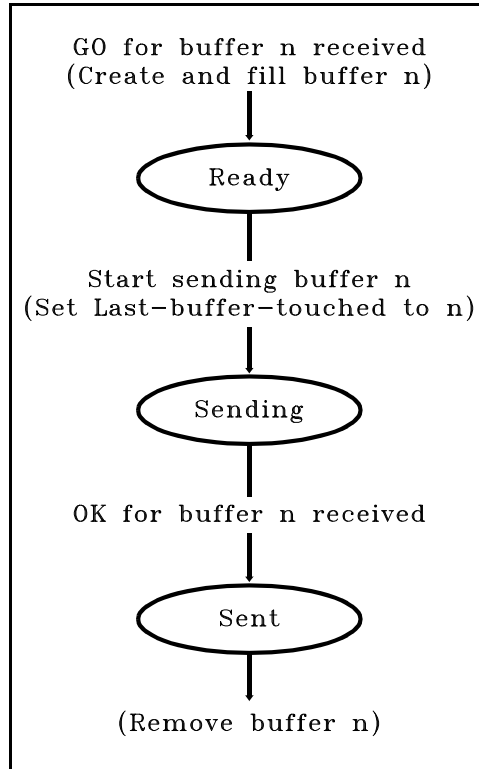 GO for buffer n received
(Create and fill buffer n)
Ready
Start sending buffer n
(Set Last-buffer-touched to n)
Sending
OK for buffer n received
Sent
(Remove buffer n)